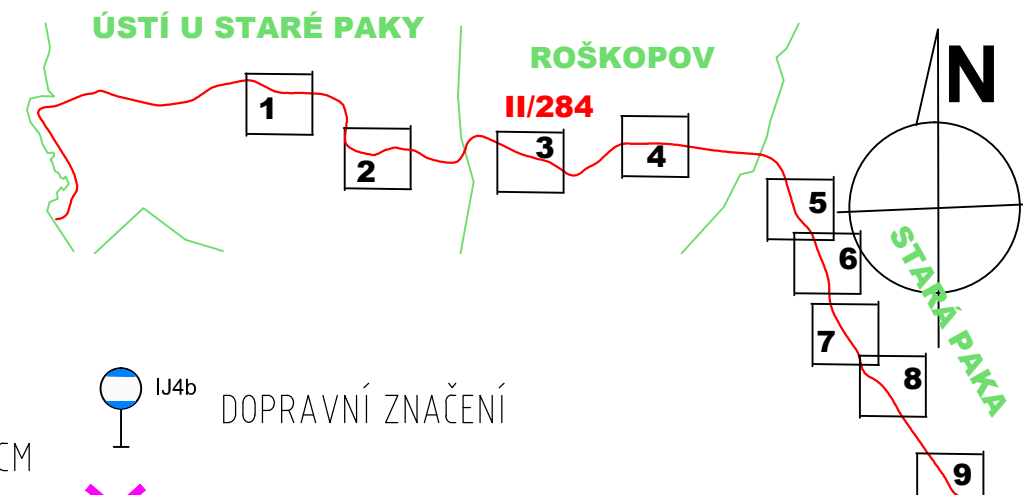 ÚSTÍ U STARÉ PAKY
ROŠKOPOV
N
II/284
1
2
3
4
5
6
7
8
9
STARÁ PAKA
IJ4b
DOPRAVNÍ ZNAČENÍ
CM